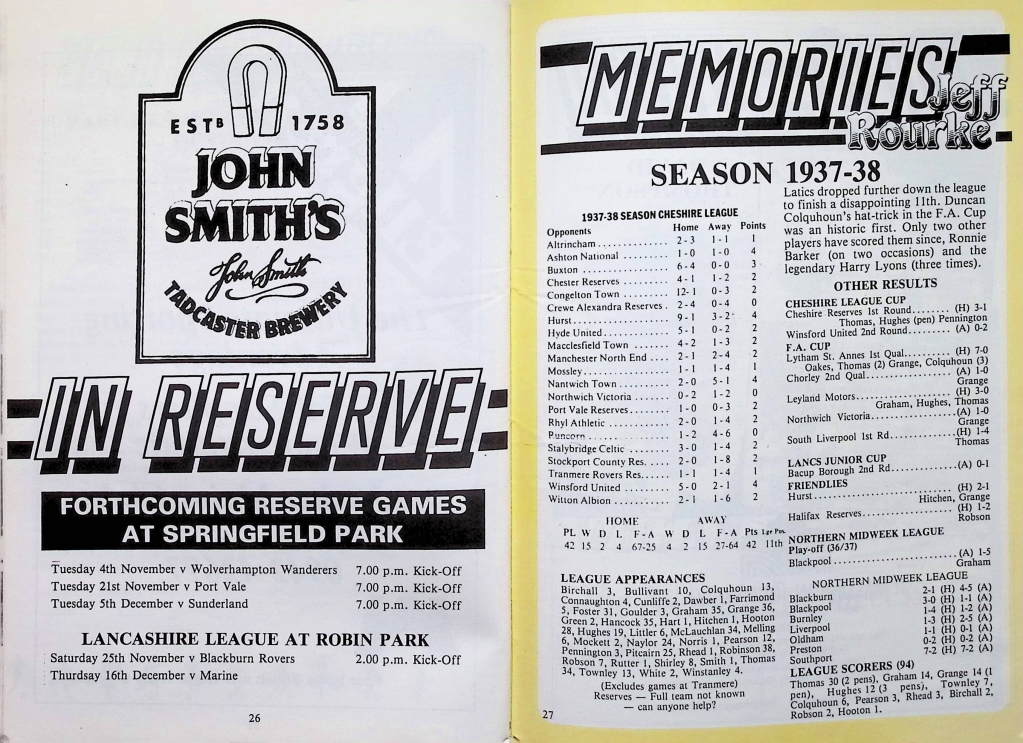 ESTB 1758
JOHN
SMITH'S
John Smith
TADCASTER BREWERY
IN RESERVE
FORTHCOMING RESERVE GAMES
AT SPRINGFIELD PARK
Tuesday 4th November v Wolverhampton Wanderers 7.00 p.m. Kick-Off
Tuesday 21st November v Port Vale 7.00 p.m. Kick-Off
Tuesday 5th December v Sunderland 7.00 p.m. Kick-Off
LANCASHIRE LEAGUE AT ROBIN PARK
Saturday 25th November v Blackburn Rovers 2.00 p.m. Kick-Off
Thurdsay 16th December v Marine
26
MEMORIES
Jeff
Rourke
SEASON 1937-38
1937-38 SEASON CHESHIRE LEAGUE
Opponents Home Away Points
Altrincham 2-3 1-1 1
Ashton National 1-0 1-0 4
Buxton 6-4 0-0 3
Chester Reserves 4-1 1-2 2
Congelton Town 12-1 0-3 2
Crewe Alexandra Reserves 2-4 0-4 0
Hurst 9-1 3-2 4
Hyde United 5-1 0-2 2
Macclesfield Town 4-2 1-3 2
Manchester North End 2-1 2-4 2
Mossley 1-1 1-4 1
Nantwich Town 2-0 5-1 4
Northwich Victoria 0-2 1-2 0
Port Vale Reserves 1-0 0-3 2
Rhyl Athletic 2-0 1-4 2
Runcorn 1-2 4-6 0
Stalybridge Celtic 3-0 1-4 2
Stockport County Res. 2-0 1-8 2
Tranmere Rovers Res. 1-1 1-4 1
Winsford United 5-0 2-1 4
Witton Albion 2-1 1-6 2
HOME AWAY
PL W D L F-A W D L F-A Pts Lge Pos.
42 15 2 4 67-25 4 2 15 27-64 42 11th
LEAGUE APPEARANCES
Birchall 3, Bullivant 10, Colquhoun 13,
Connaughton 4, Cunliffe 2, Dawber 1, Farrimond
5, Foster 31, Goulder 3, Graham 35, Grange 36,
Green 2, Hancock 35, Hart 1, Hitchen 1, Hooton
28, Hughes 19, Littler 6, McLauchlan 34, Melling
6, Mockett 2, Naylor 24, Norris 1, Pearson 12,
Pennington 3, Pitcairn 25, Rhead 1, Robinson 38,
Robson 7, Rutter 1, Shirley 8, Smith 1, Thomas
34, Townley 13, White 2, Winstanley 4.
(Excludes games at Tranmere)
Reserves — Full team not known
— can anyone help?
27
Latics dropped further down the league
to finish a disappointing 11th. Duncan
Colquhoun's hat-trick in the F.A. Cup
was an historic first. Only two other
players have scored them since, Ronnie
Barker (on two occasions) and the
legendary Harry Lyons (three times).
OTHER RESULTS
CHESHIRE LEAGUE CUP
Cheshire Reserves 1st Round (H) 3-1
Thomas, Hughes (pen) Pennington
Winsford United 2nd Round (A) 0-2
F.A. CUP
Lytham St. Annes 1st Qual. (H) 7-0
Oakes, Thomas (2) Grange, Colquhoun (3)
Chorley 2nd Qual. (A) 1-0
Grange
Leyland Motors (H) 3-0
Graham, Hughes, Thomas
Northwich Victoria (A) 1-0
Grange
South Liverpool 1st Rd (H) 1-4
Thomas
LANCS JUNIOR CUP
Bacup Borough 2nd Rd (A) 0-1
FRIENDLIES
Hurst (H) 2-1
Hitchen, Grange
Halifax Reserves (H) 1-2
Robson
NORTHERN MIDWEEK LEAGUE
Play-off (36/37)
Blackpool (A) 1-5
Graham
NORTHERN MIDWEEK LEAGUE
Blackburn 2-1 (H) 4-5 (A)
Blackpool 3-0 (H) 1-1 (A)
Burnley 1-4 (H) 1-2 (A)
Liverpool 1-3 (H) 2-5 (A)
Oldham 1-1 (H) 0-1 (A)
Preston 0-2 (H) 0-2 (A)
Southport 7-2 (H) 7-2 (A)
LEAGUE SCORERS (94)
Thomas 30 (2 pens), Graham 14, Grange 14 (1
pen), Hughes 12 (3 pens), Townley 7,
Colquhoun 6, Pearson 3, Rhead 3, Birchall 2,
Robson 2, Hooton 1.